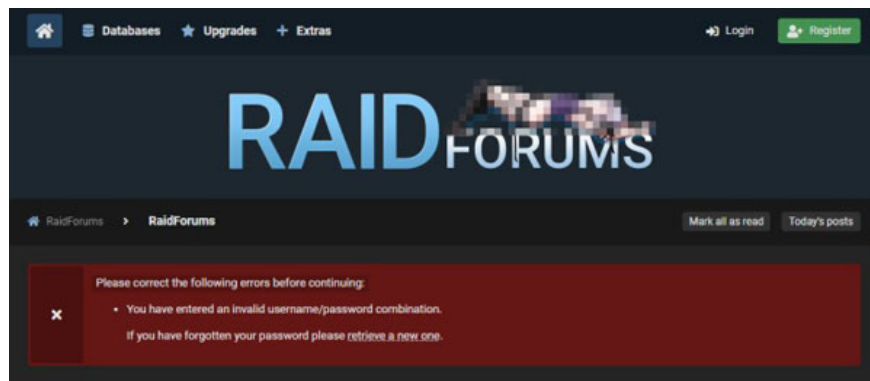 Databases Upgrades Extras Login Register
RAIDFORUMS
RaidForums > RaidForums Mark all as read Today's posts
Please correct the following errors before continuing:
• You have entered an invalid username/password combination.
If you have forgotten your password please retrieve a new one.